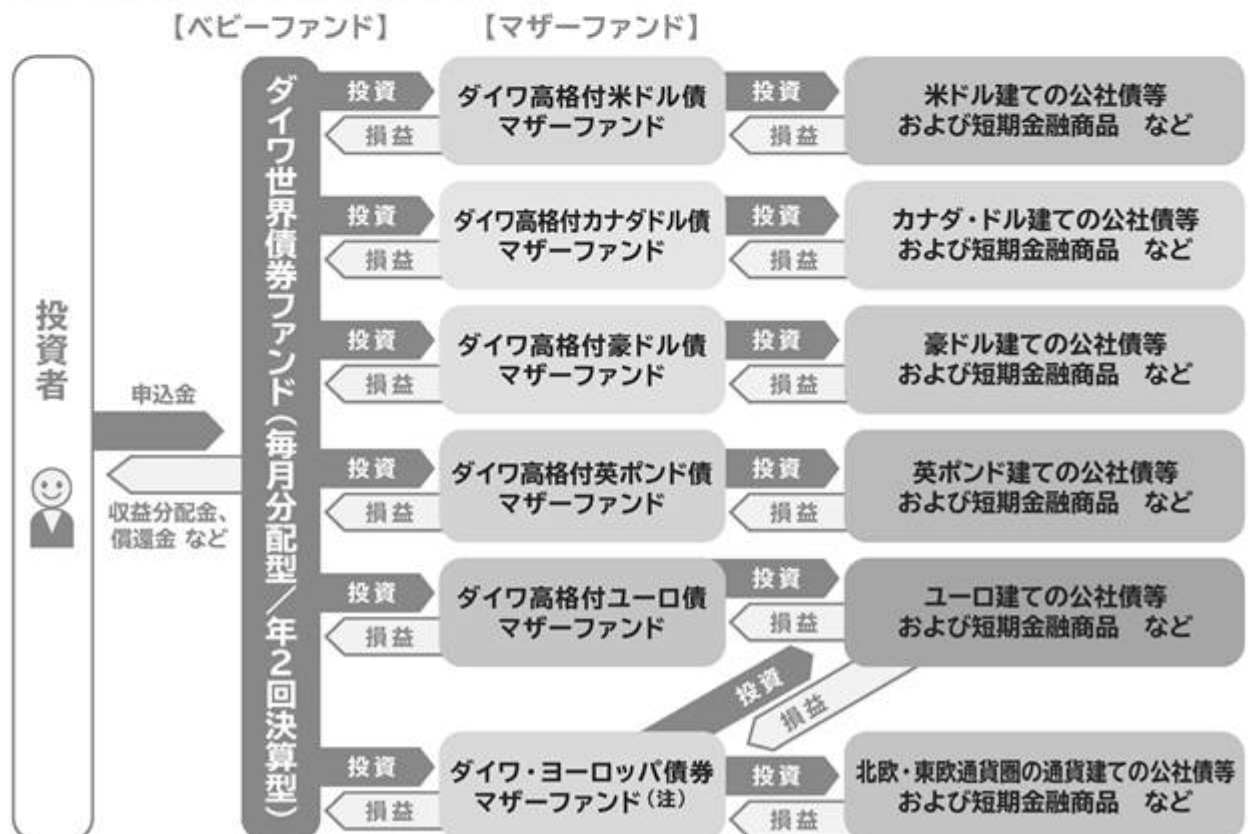 【ベビーファンド】
【マザーファンド】
投資者
申込金
収益分配金、
償還金 など
ダイワ世界債券ファンド(毎月分配型/年2回決算型)
投資
損益
ダイワ高格付米ドル債
マザーファンド
投資
損益
米ドル建ての公社債等
および短期金融商品 など
投資
損益
ダイワ高格付カナダドル債
マザーファンド
投資
損益
カナダ・ドル建ての公社債等
および短期金融商品 など
投資
損益
ダイワ高格付豪ドル債
マザーファンド
投資
損益
豪ドル建ての公社債等
および短期金融商品 など
投資
損益
ダイワ高格付英ポンド債
マザーファンド
投資
損益
英ポンド建ての公社債等
および短期金融商品 など
投資
損益
ダイワ高格付ユーロ債
マザーファンド
投資
損益
ユーロ建ての公社債等
および短期金融商品 など
投資
損益
投資
損益
ダイワ・ヨーロッパ債券
マザーファンド(注)
投資
損益
北欧・東欧通貨圏の通貨建ての公社債等
および短期金融商品 など